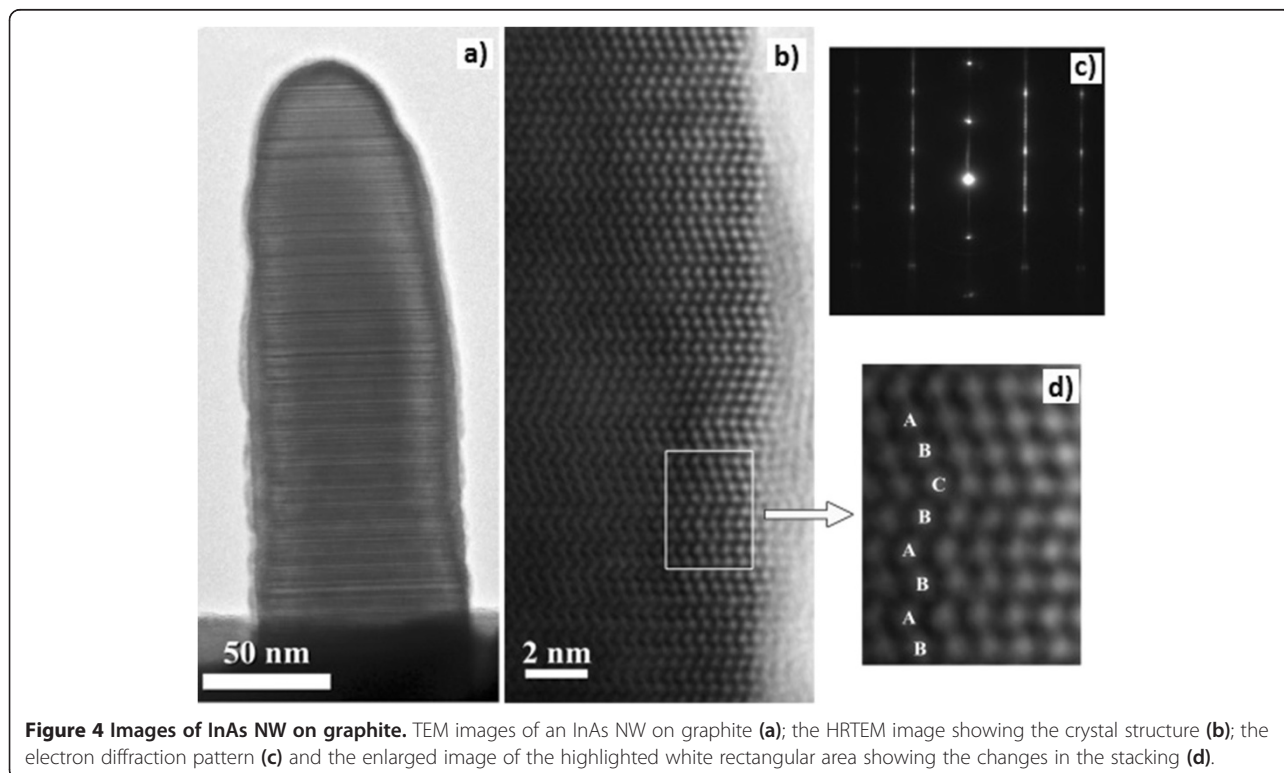 a)
b)
c)
d)
A
B
C
B
A
B
A
B
50 nm
2 nm
Figure 4 Images of InAs NW on graphite. TEM images of an InAs NW on graphite (a); the HRTEM image showing the crystal structure (b); the
electron diffraction pattern (c) and the enlarged image of the highlighted white rectangular area showing the changes in the stacking (d).